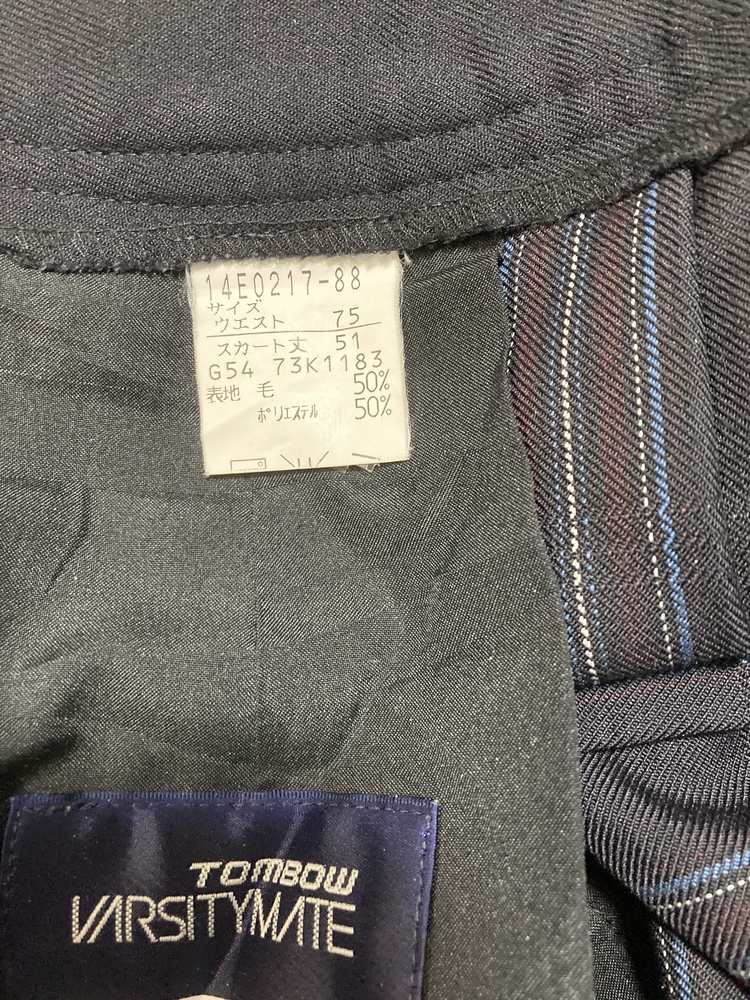 14E0217-88
サイズ
ウエスト 75
スカート丈 51
G54 73K1183
表地 毛 50%
ポリエステル 50%
TOMBOW
VARSITYMATE